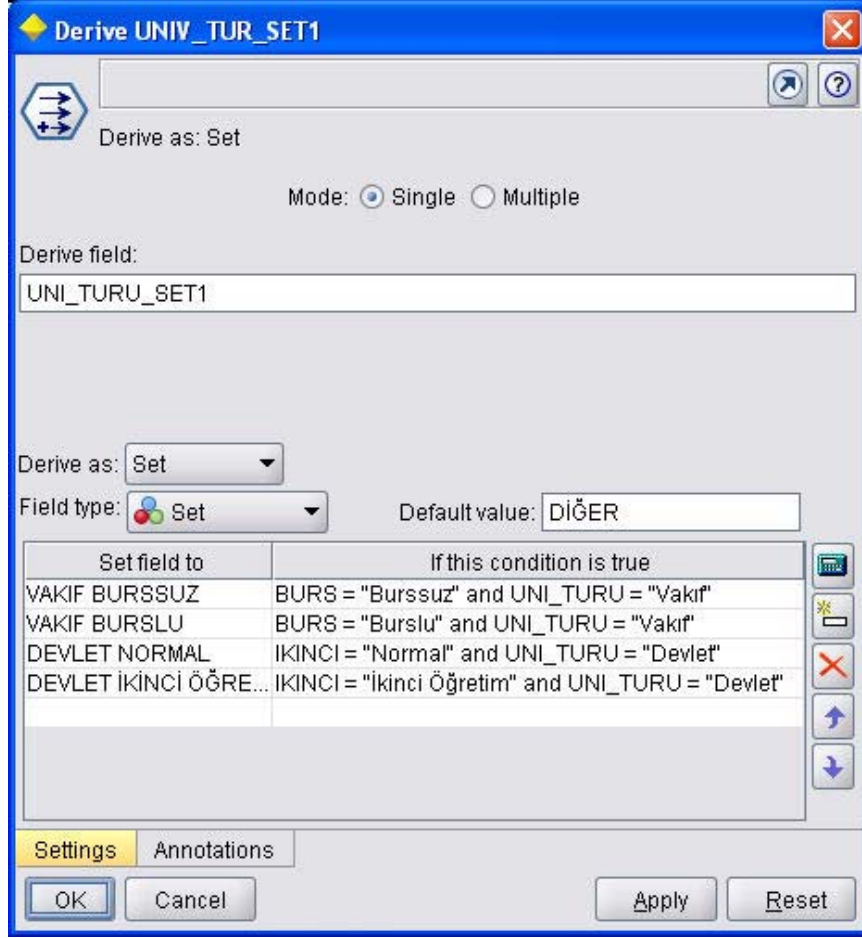 Derive UNIV_TUR_SET1
Derive as: Set
Mode: Single Multiple
Derive field:
UNI_TURU_SET1
Derive as: Set
Field type: Set Default value: DİĞER
Set field to If this condition is true
VAKIF BURSSUZ BURS = "Burssuz" and UNI_TURU = "Vakıf"
VAKIF BURSLU BURS = "Burslu" and UNI_TURU = "Vakıf"
DEVLET NORMAL IKINCI = "Normal" and UNI_TURU = "Devlet"
DEVLET İKİNCİ ÖĞRE... IKINCI = "İkinci Öğretim" and UNI_TURU = "Devlet"
Settings Annotations
OK Cancel Apply Reset